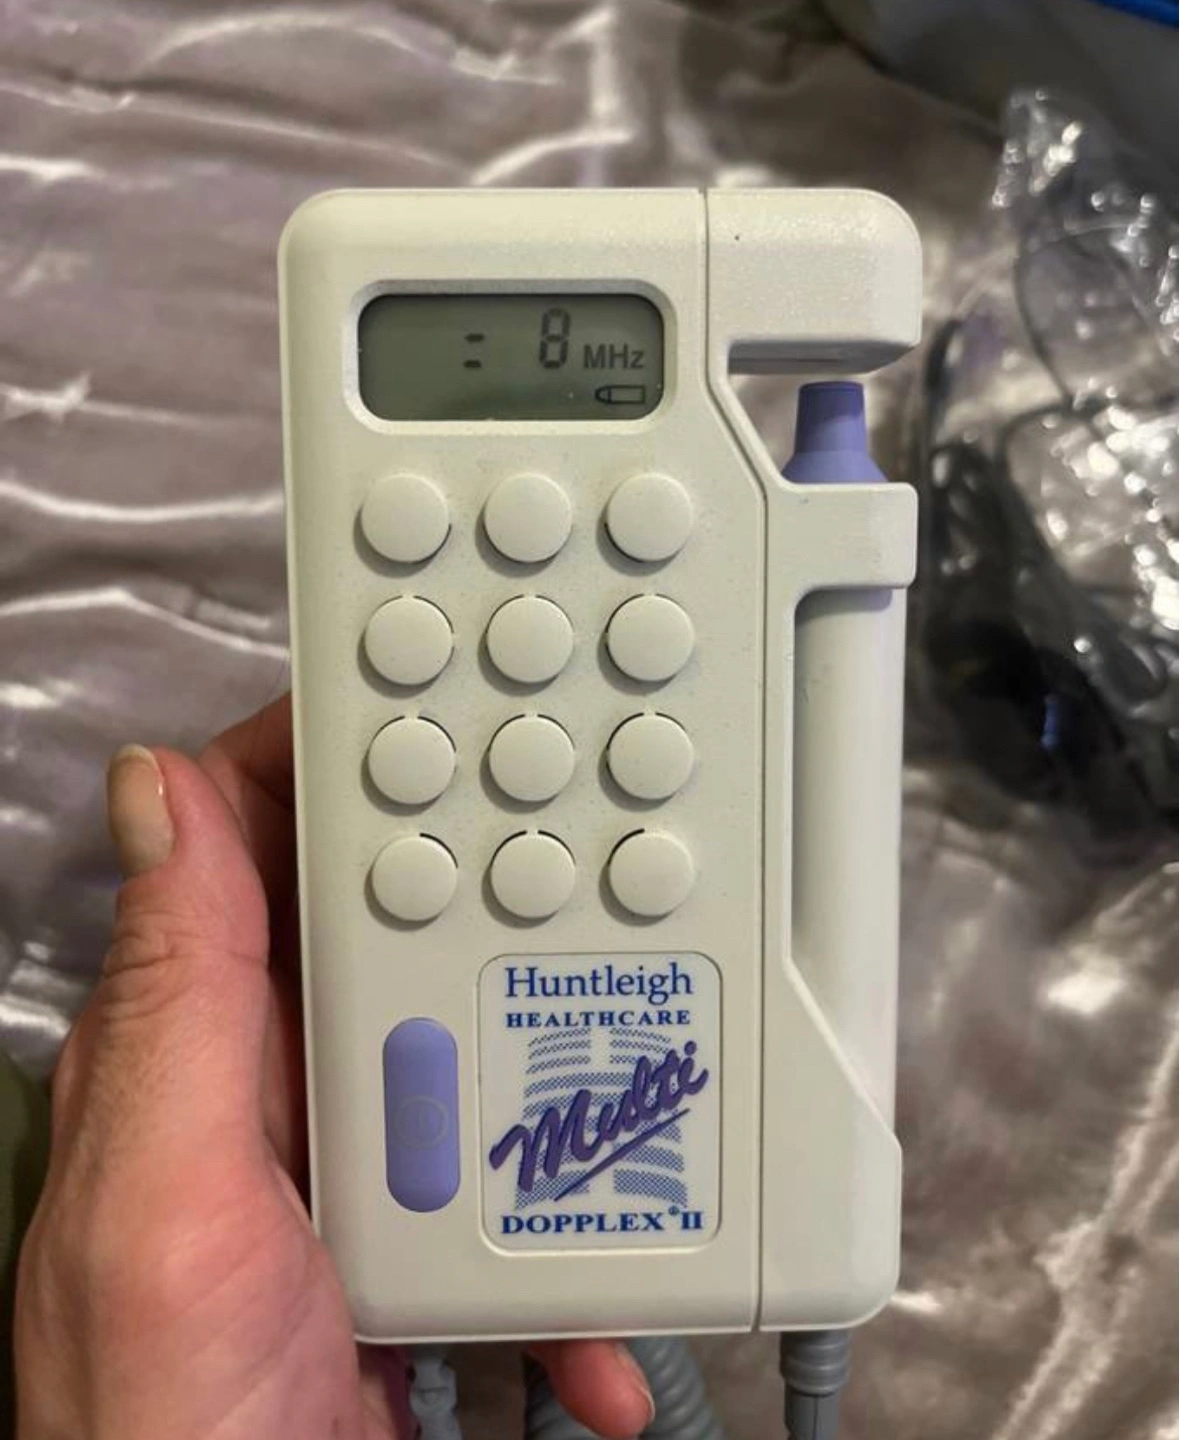 8 MHz
Huntleigh
HEALTHCARE
Multi
DOPPLEX® II